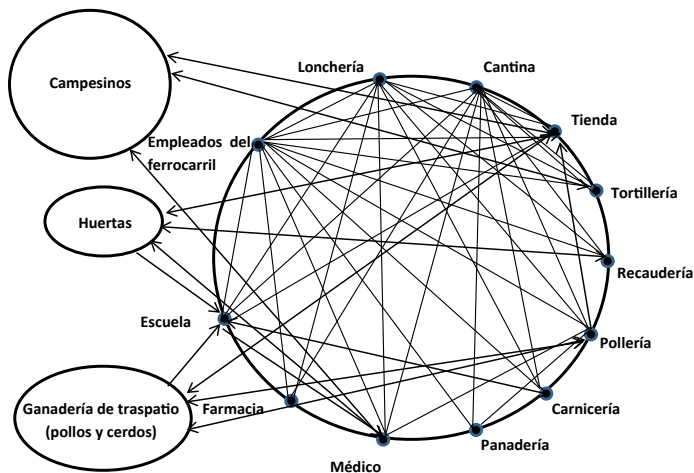 Lonchería
Cantina
Campesinos
Tienda
Empleados del
ferrocarril
Tortillería
Huertas
Recaudería
Escuela
Pollería
Ganadería de traspatio
(pollos y cerdos)
Farmacia
Carnicería
Panadería
Médico